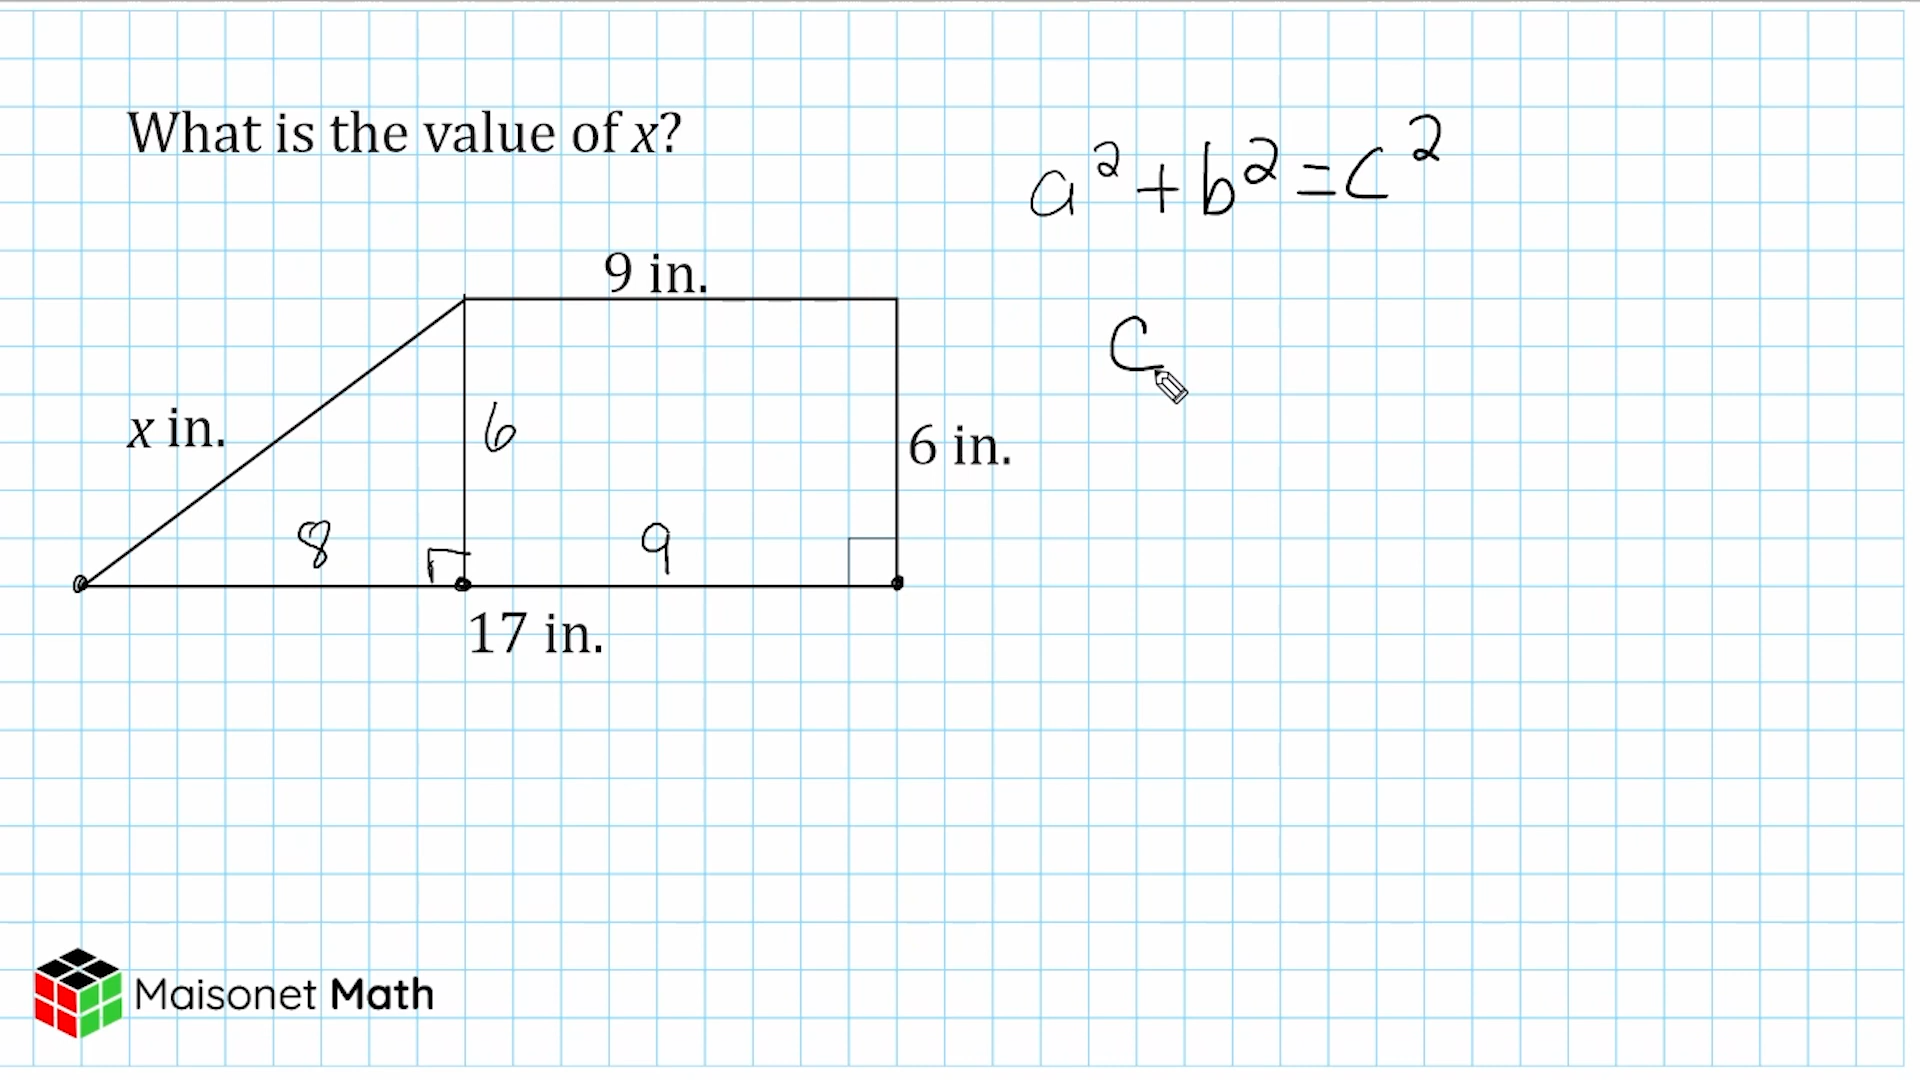 What is the value of x?
a² + b² = c²
9 in.
c
x in.
6
6 in.
8
9
17 in.
Maisonet Math